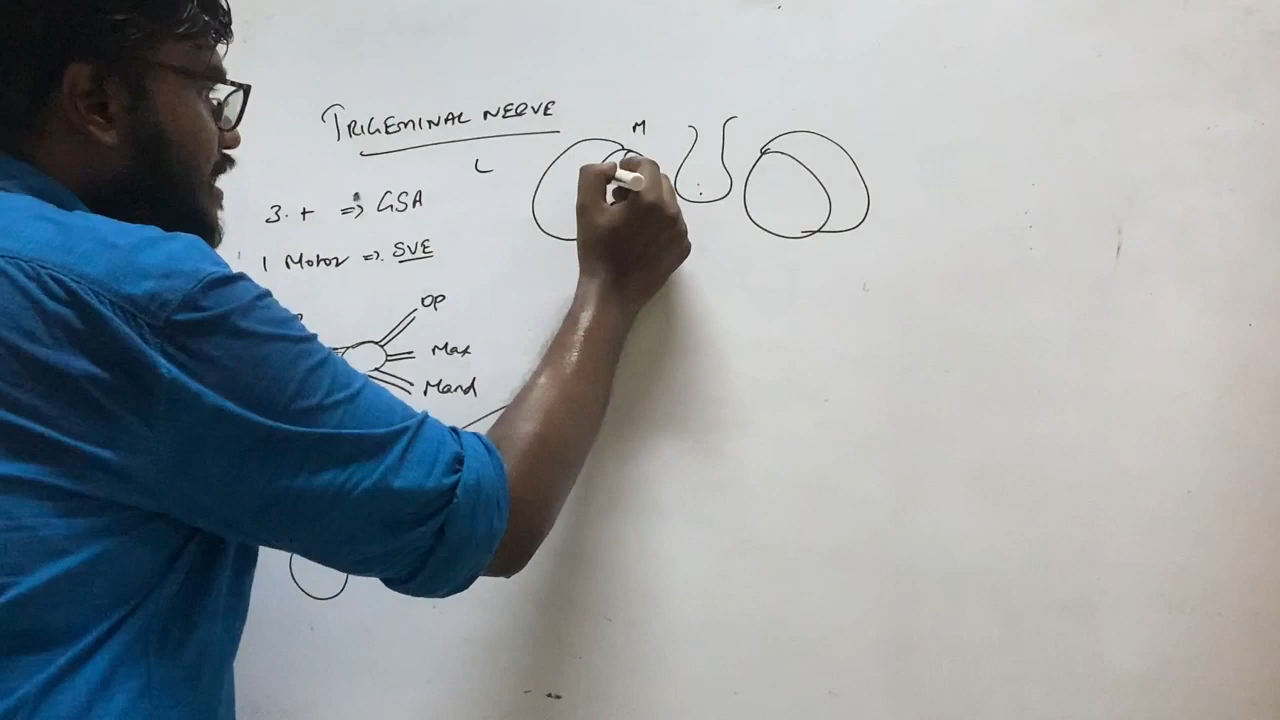 TRIGEMINAL NERVE
M
L
3. + => GSA
1 Motor => SVE
OP
Max
Mand